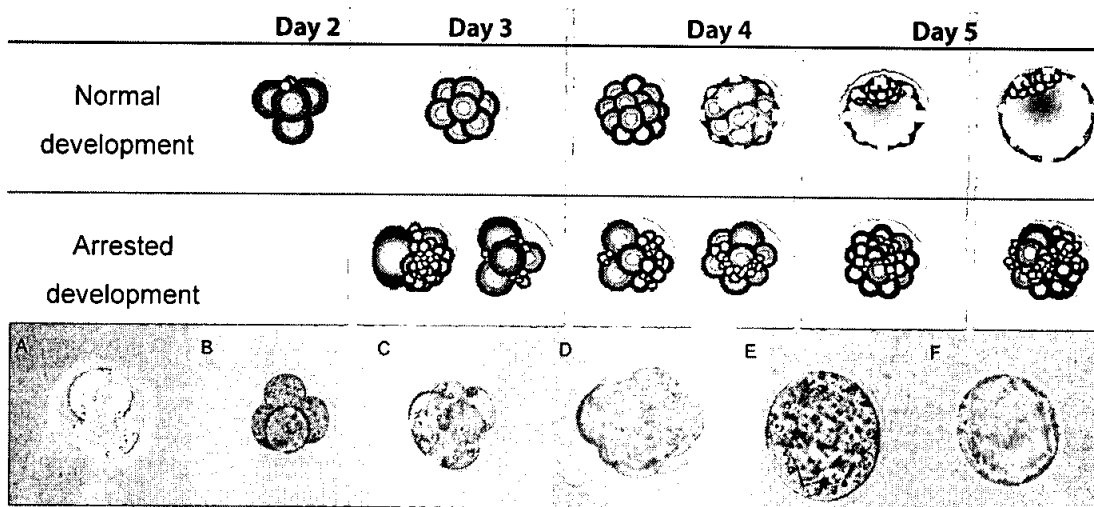 Day 2 Day 3 Day 4 Day 5
Normal
development
Arrested
development
A B C D E F